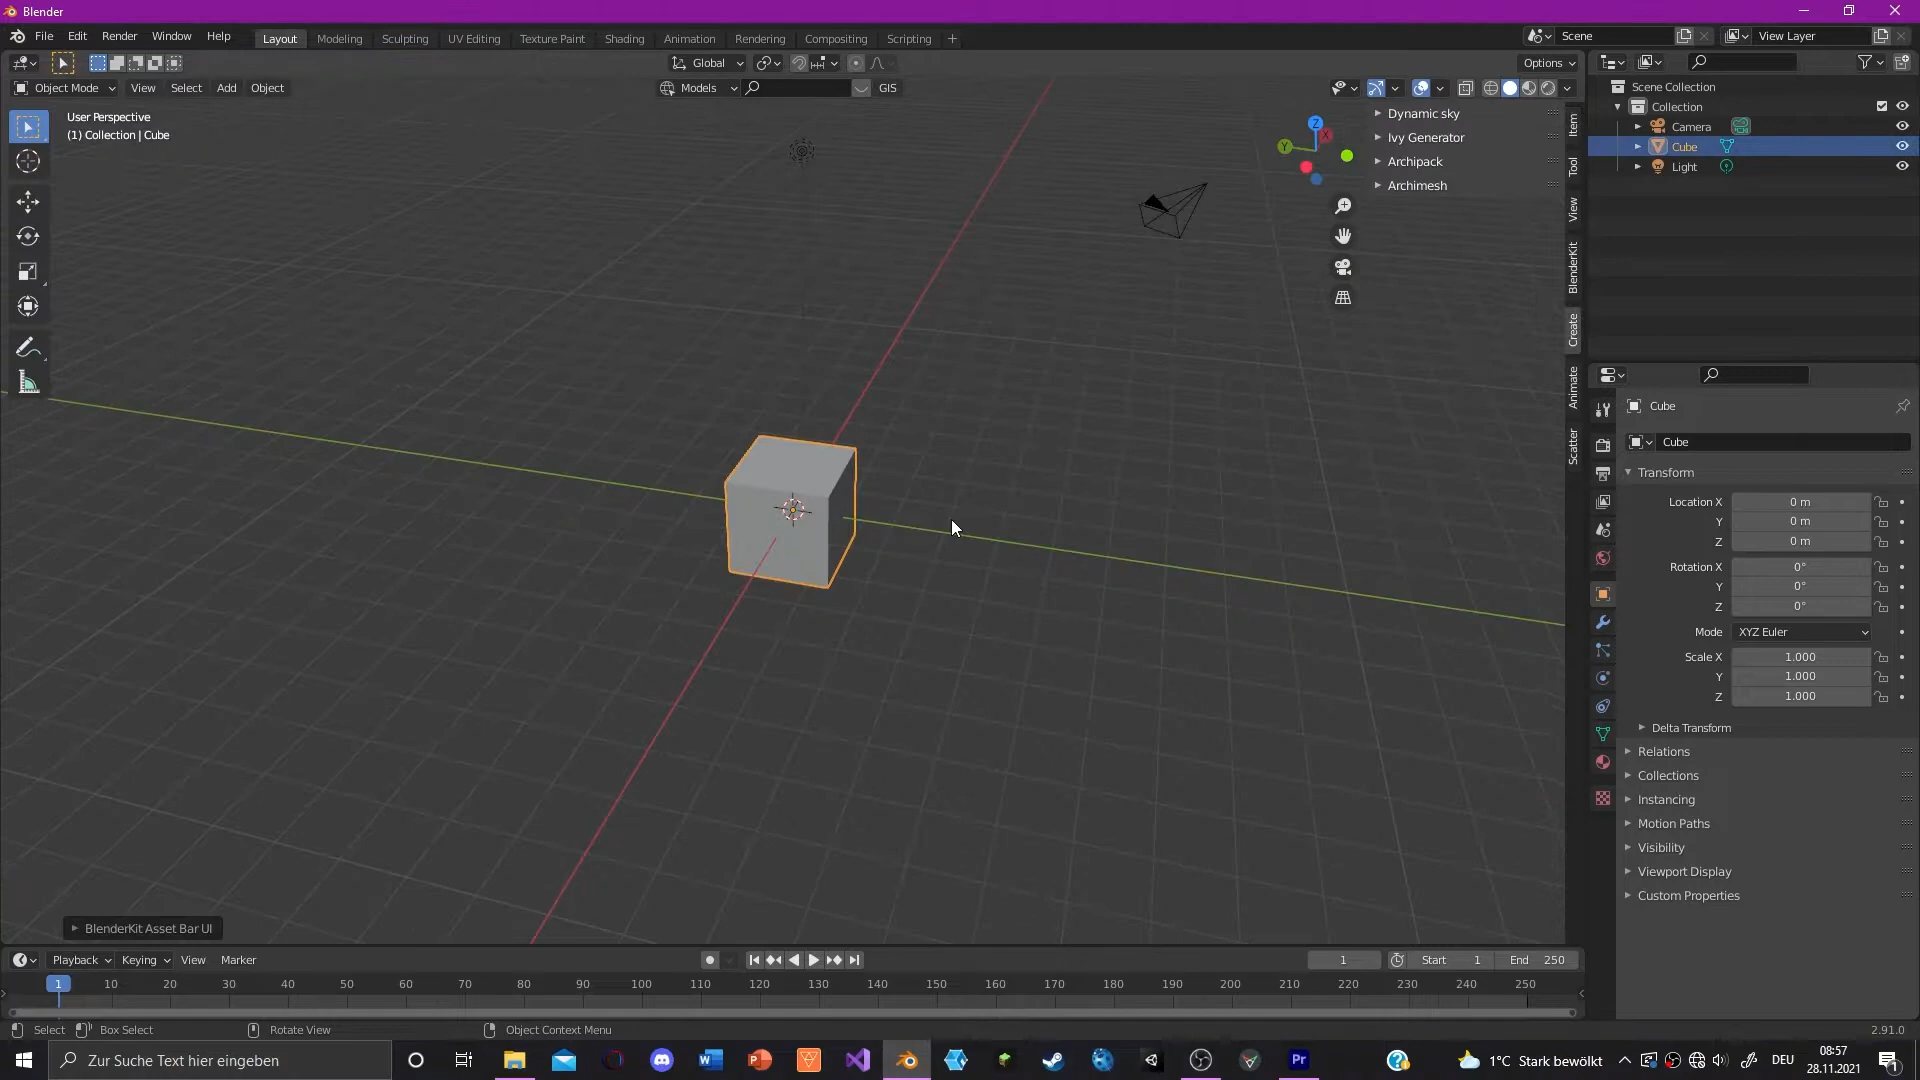 Blender
File Edit Render Window Help
Layout Modeling Sculpting UV Editing Texture Paint Shading Animation Rendering Compositing Scripting +
Scene
View Layer
Global
Options
Object Mode View Select Add Object
Models
GIS
User Perspective
(1) Collection | Cube
Z
X
Y
Dynamic sky
Ivy Generator
Archipack
Archimesh
Item
Tool
View
BlenderKit
Create
Animate
Scatter
Scene Collection
Collection
Camera
Cube
Light
Cube
Cube
Transform
Location X 0 m
Y 0 m
Z 0 m
Rotation X 0°
Y 0°
Z 0°
Mode XYZ Euler
Scale X 1.000
Y 1.000
Z 1.000
Delta Transform
Relations
Collections
Instancing
Motion Paths
Visibility
Viewport Display
Custom Properties
BlenderKit Asset Bar UI
Playback Keying View Marker
1
Start 1
End 250
1 10 20 30 40 50 60 70 80 90 100 110 120 130 140 150 160 170 180 190 200 210 220 230 240 250
Select Box Select Rotate View Object Context Menu
2.91.0
Zur Suche Text hier eingeben
1°C Stark bewölkt
DEU
08:57
28.11.2021